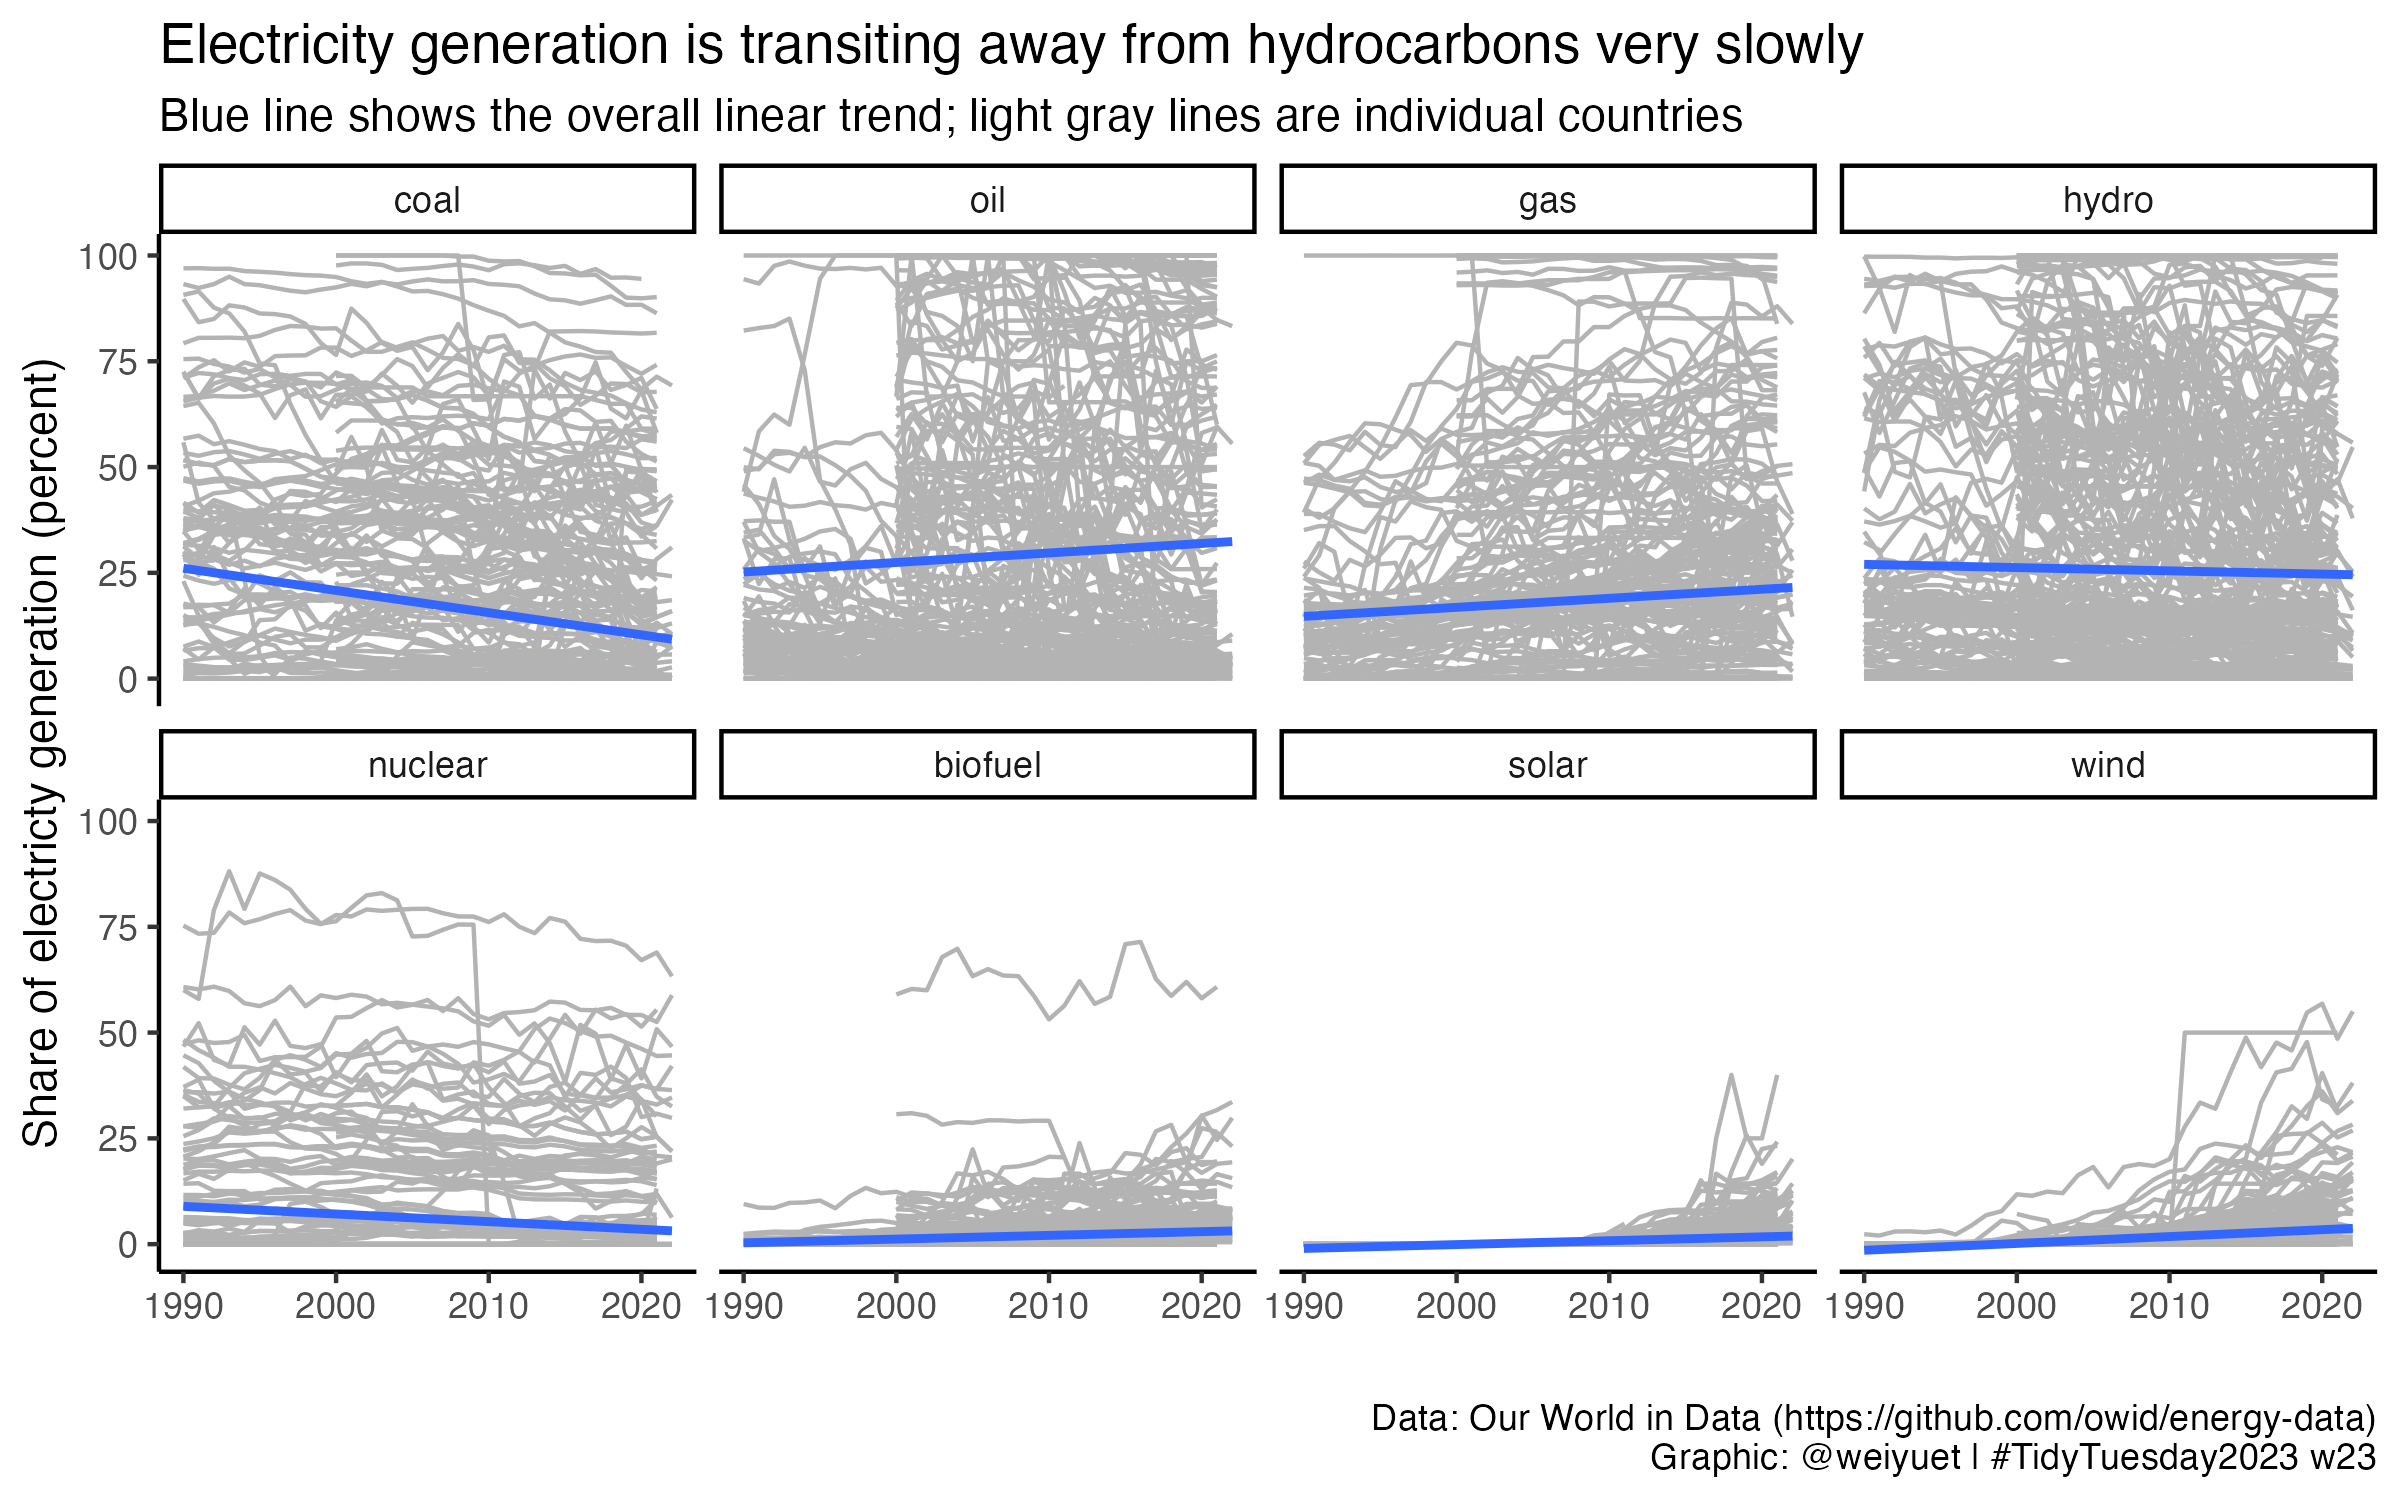 Electricity generation is transiting away from hydrocarbons very slowly
Blue line shows the overall linear trend; light gray lines are individual countries
Share of electricty generation (percent)
coal
oil
gas
hydro
100
75
50
25
0
nuclear
biofuel
solar
wind
100
75
50
25
0
1990 2000 2010 2020 1990 2000 2010 2020 1990 2000 2010 2020 1990 2000 2010 2020
Data: Our World in Data (https://github.com/owid/energy-data)
Graphic: @weiyuet | #TidyTuesday2023 w23